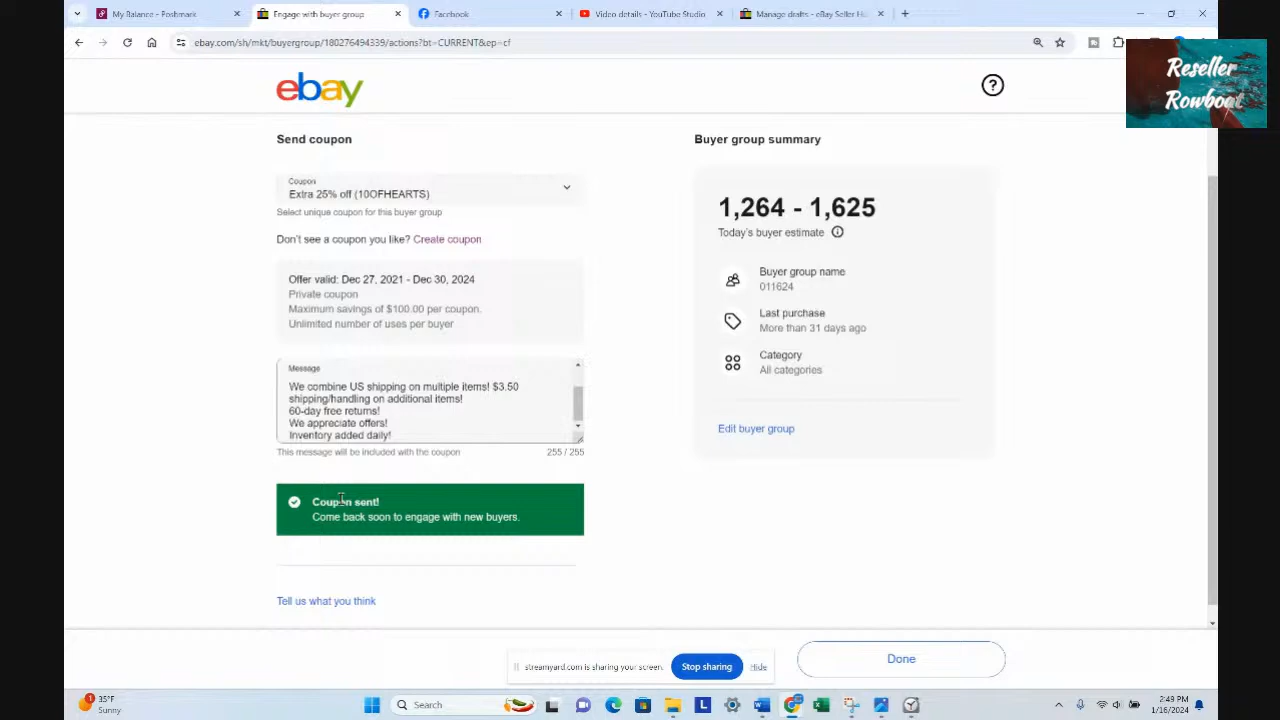 My Balance - Poshmark
Engage with buyer group
Facebook
Video details - YouTube Studio
Manage drafts - eBay Seller Hu
ebay.com/sh/mkt/buyergroup/180276494339/actions?bt=CURRENT&ep=cf
Reseller
Rowboat
ebay
Send coupon
Coupon
Extra 25% off (10OFHEARTS)
Select unique coupon for this buyer group
Don't see a coupon you like? Create coupon
Offer valid: Dec 27, 2021 - Dec 30, 2024
Private coupon
Maximum savings of $100.00 per coupon.
Unlimited number of uses per buyer
Message
We combine US shipping on multiple items! $3.50
shipping/handling on additional items!
60-day free returns!
We appreciate offers!
Inventory added daily!
This message will be included with the coupon
255 / 255
Coupon sent!
Come back soon to engage with new buyers.
Tell us what you think
Buyer group summary
1,264 - 1,625
Today's buyer estimate
Buyer group name
011624
Last purchase
More than 31 days ago
Category
All categories
Edit buyer group
streamyard.com is sharing your screen.
Stop sharing
Hide
Done
1
35°F
Sunny
Search
2:49 PM
1/16/2024